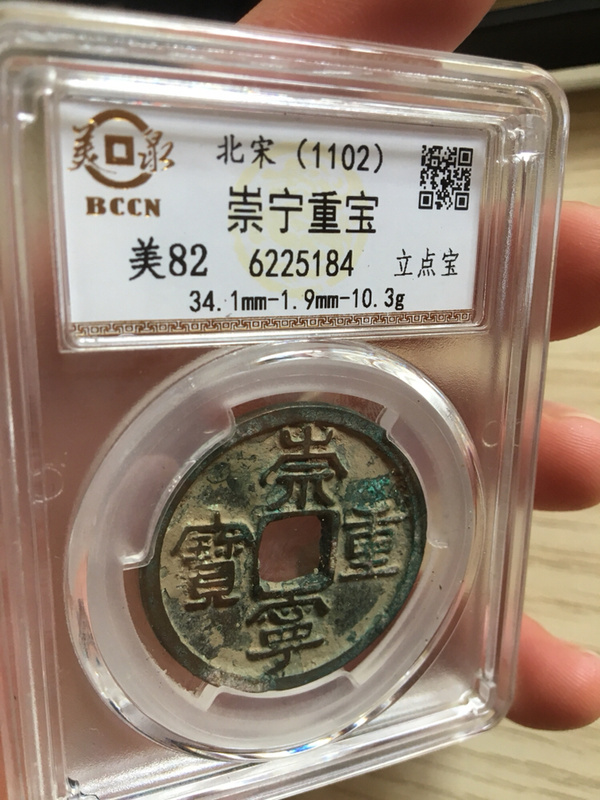 美泉
BCCN
北宋（1102）
崇宁重宝
美82 6225184 立点宝
34.1mm-1.9mm-10.3g
崇
寶 重
寧